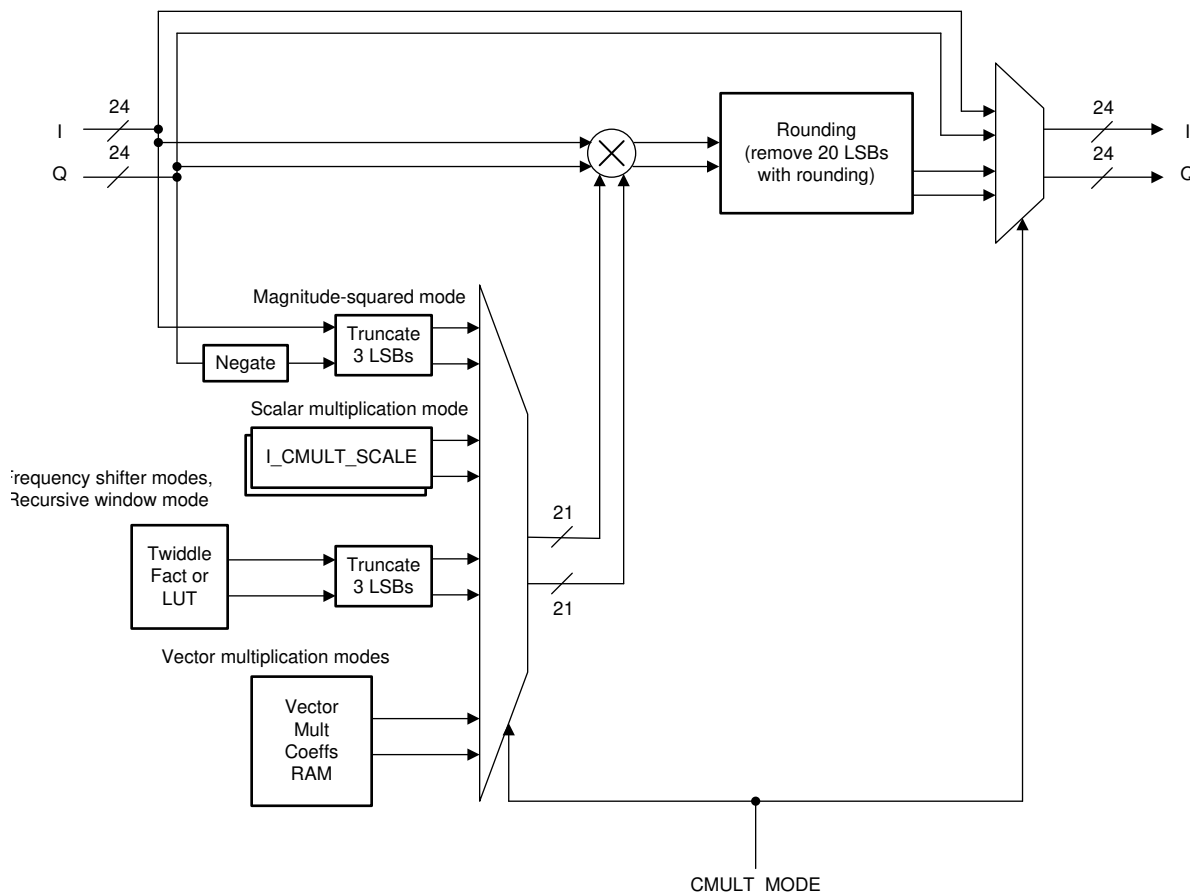 24
I
24
Q
Rounding
(remove 20 LSBs
with rounding)
24
I
24
Q
Magnitude-squared mode
Truncate
3 LSBs
Negate
Scalar multiplication mode
I_CMULT_SCALE
Frequency shifter modes,
Recursive window mode
Twiddle
Fact or
LUT
Truncate
3 LSBs
21
21
Vector multiplication modes
Vector
Mult
Coeffs
RAM
CMULT_MODE